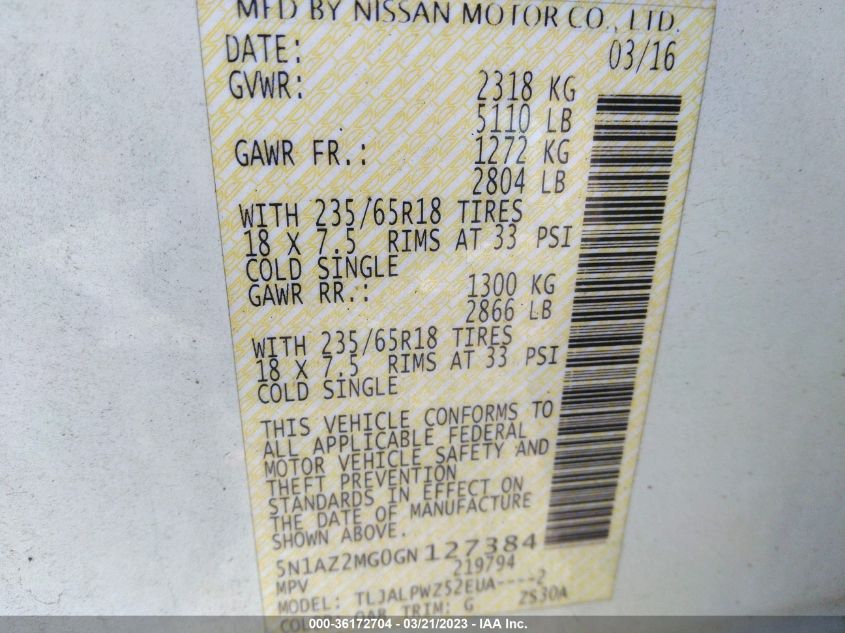 MFD BY NISSAN MOTOR CO., LTD.
DATE: 03/16
GVWR: 2318 KG
5110 LB
GAWR FR.: 1272 KG
2804 LB
WITH 235/65R18 TIRES
18 X 7.5 RIMS AT 33 PSI
COLD SINGLE
GAWR RR.: 1300 KG
2866 LB
WITH 235/65R18 TIRES
18 X 7.5 RIMS AT 33 PSI
COLD SINGLE
THIS VEHICLE CONFORMS TO
ALL APPLICABLE FEDERAL
MOTOR VEHICLE SAFETY AND
THEFT PREVENTION
STANDARDS IN EFFECT ON
THE DATE OF MANUFACTURE
SHOWN ABOVE.
5N1AZ2MG0GN127384
MPV 219794
MODEL: TLJALPWZS2EUA----2
QAB TRIM: G ZS30A
000-36172704 / 03/21/2023 - IAA Inc.